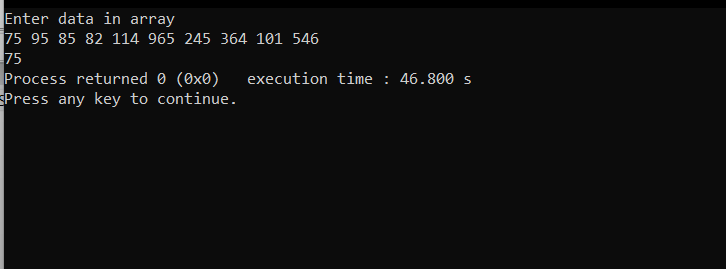 Enter data in array
75 95 85 82 114 965 245 364 101 546
75
Process returned 0 (0x0)   execution time : 46.800 s
Press any key to continue.